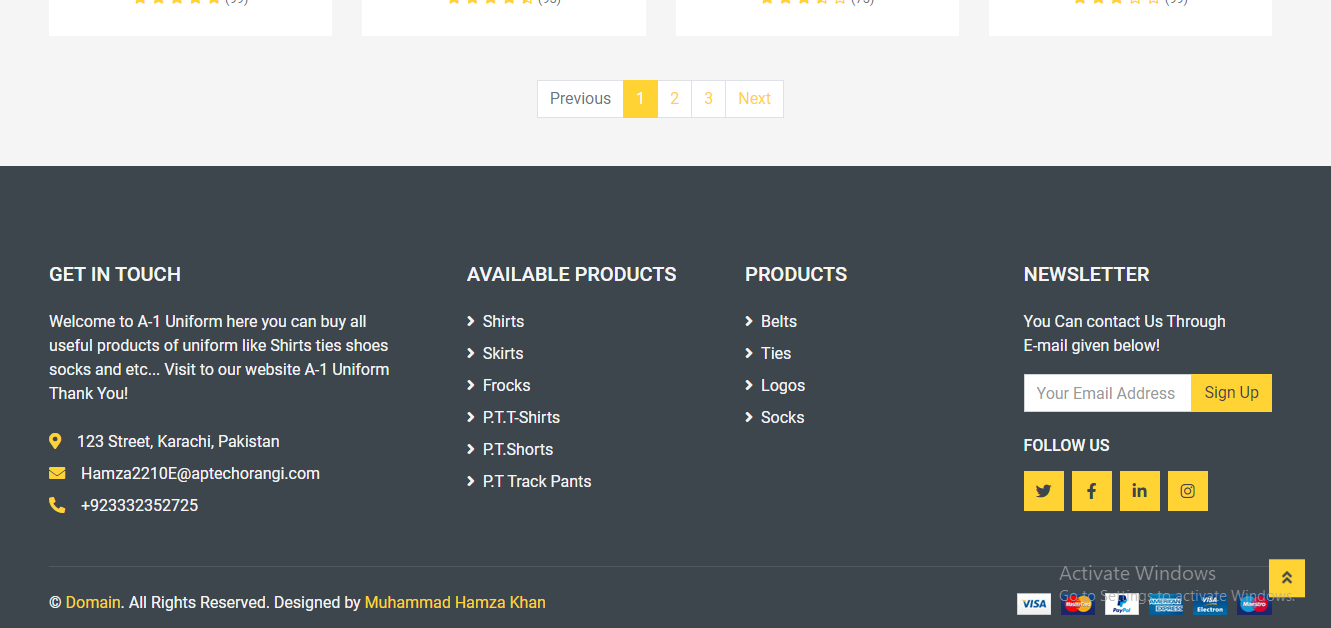 (99)
Previous 1 2 3 Next
GET IN TOUCH
Welcome to A-1 Uniform here you can buy all
useful products of uniform like Shirts ties shoes
socks and etc... Visit to our website A-1 Uniform
Thank You!
123 Street, Karachi, Pakistan
Hamza2210E@aptechorangi.com
+923332352725
AVAILABLE PRODUCTS
Shirts
Skirts
Frocks
P.T.T-Shirts
P.T.Shorts
P.T Track Pants
PRODUCTS
Belts
Ties
Logos
Socks
NEWSLETTER
You Can contact Us Through
E-mail given below!
Your Email Address Sign Up
FOLLOW US
© Domain. All Rights Reserved. Designed by Muhammad Hamza Khan
VISA MasterCard PayPal AMERICAN EXPRESS VISA Electron Maestro
Activate Windows
Go to Settings to activate Windows.